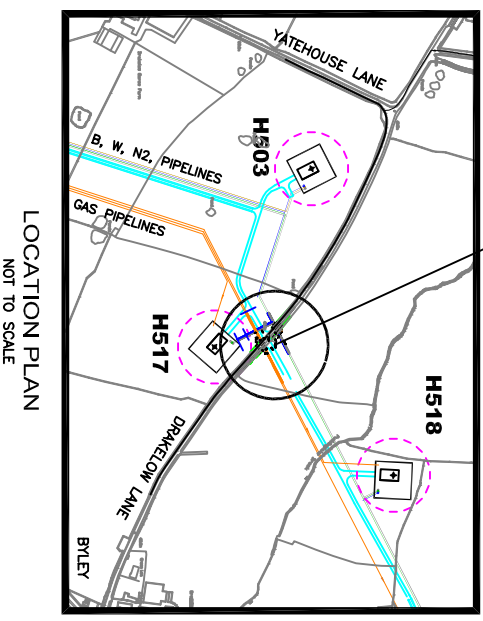 YATEHOUSE LANE
H503
B, W, N2, PIPELINES
GAS PIPELINES
H517
H518
DRAKELOW LANE
BYLEY
LOCATION PLAN
NOT TO SCALE